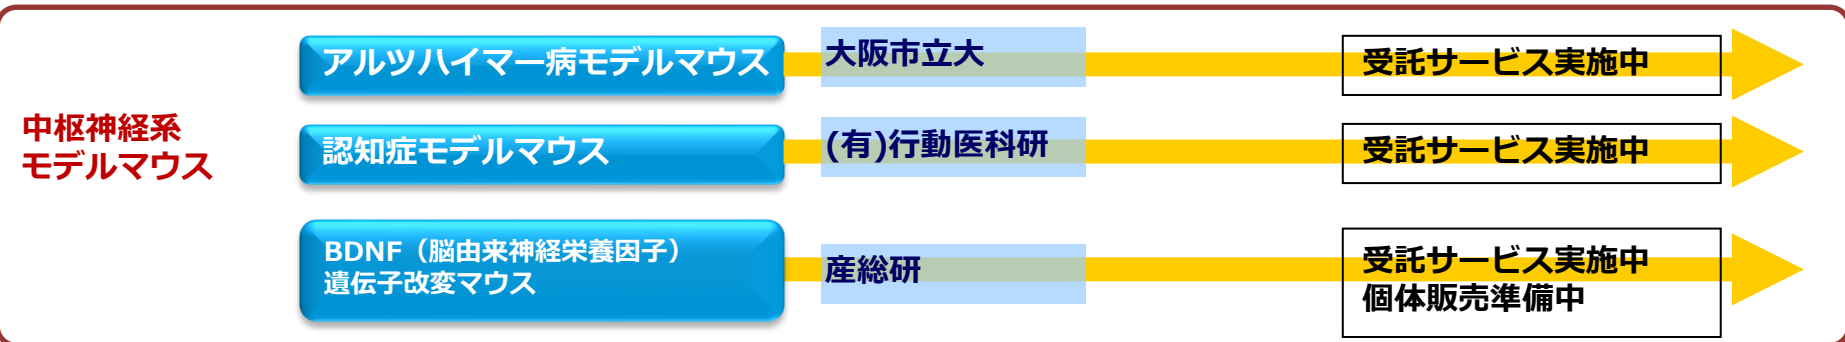 中枢神経系
モデルマウス
アルツハイマー病モデルマウス
大阪市立大
受託サービス実施中
認知症モデルマウス
(有)行動医科研
受託サービス実施中
BDNF（脳由来神経栄養因子）
遺伝子改変マウス
産総研
受託サービス実施中
個体販売準備中